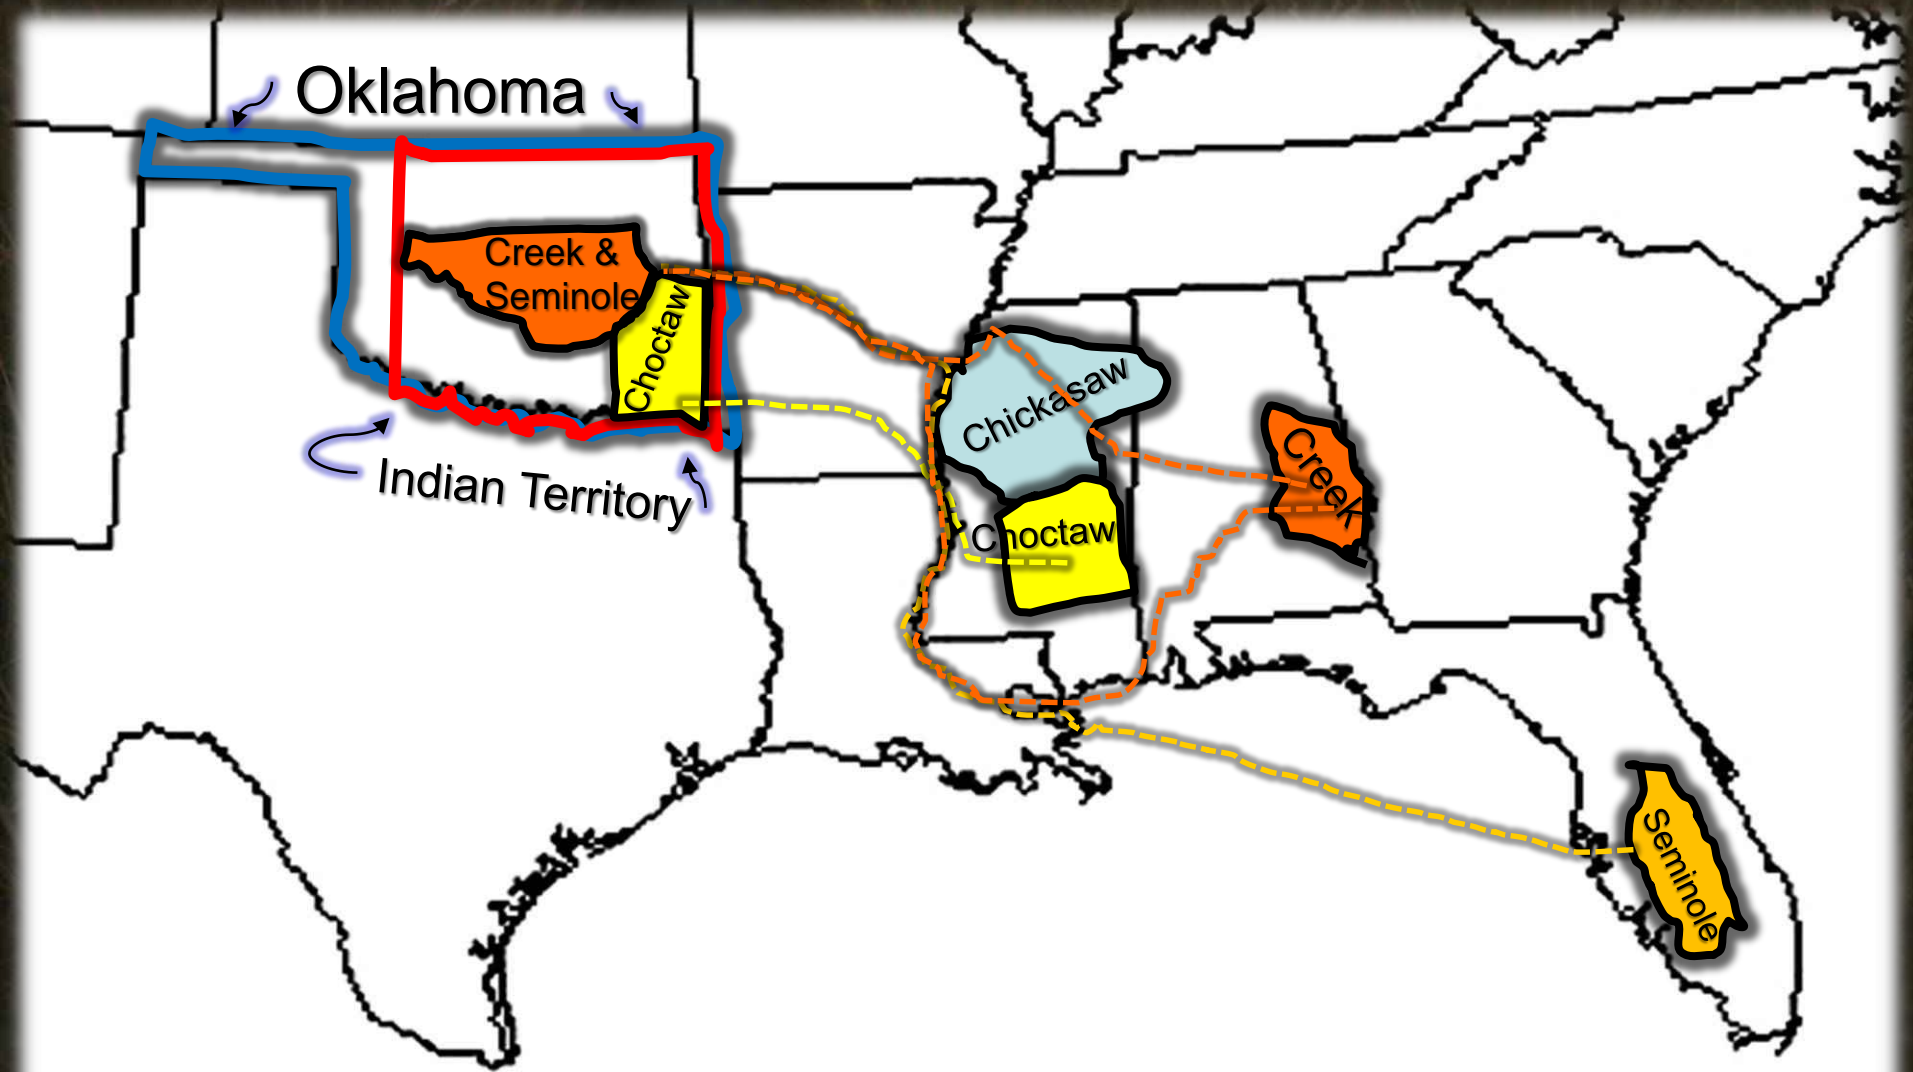 Oklahoma
Creek &
Seminole
Choctaw
Indian Territory
Chickasaw
Choctaw
Creek
Seminole